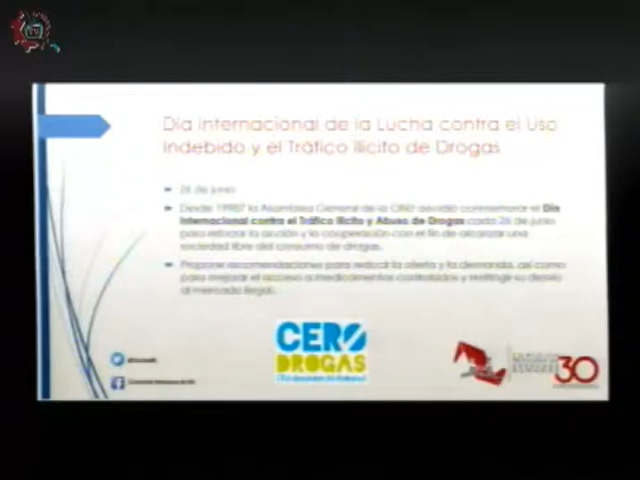 TV
Día Internacional de la Lucha contra el Uso
Indebido y el Tráfico Ilícito de Drogas
26 de junio
Desde 1987 la Asamblea General de la ONU decidió conmemorar el Día
Internacional contra el Tráfico Ilícito y Abuso de Drogas cada 26 de junio
para reforzar la acción y la cooperación con el fin de alcanzar una
sociedad libre del consumo de drogas.
Propone recomendaciones para reducir la oferta y la demanda, así como
para mejorar el acceso a medicamentos controlados y restringir su desvío
al mercado ilegal.
CERO
DROGAS
30